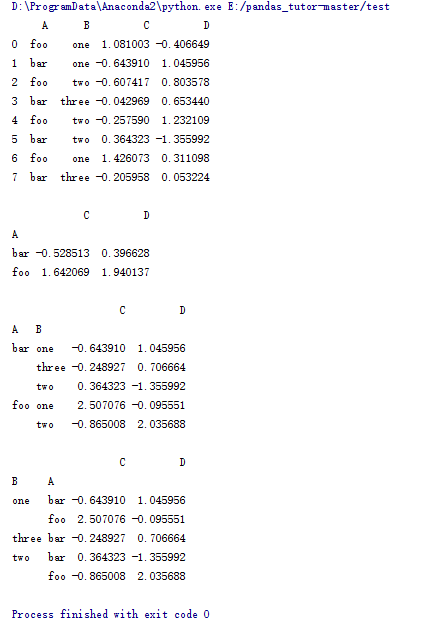 D:\ProgramData\Anaconda2\python.exe E:/pandas_tutor-master/test
     A      B         C         D
0  foo    one  1.081003 -0.406649
1  bar    one -0.643910  1.045956
2  foo    two -0.607417  0.803578
3  bar  three -0.042969  0.653440
4  foo    two -0.257590  1.232109
5  bar    two  0.364323 -1.355992
6  foo    one  1.426073  0.311098
7  bar  three -0.205958  0.053224
            C         D
A
bar -0.528513  0.396628
foo  1.642069  1.940137
                  C         D
A   B
bar one   -0.643910  1.045956
    three -0.248927  0.706664
    two    0.364323 -1.355992
foo one    2.507076 -0.095551
    two   -0.865008  2.035688
                  C         D
B     A
one   bar -0.643910  1.045956
      foo  2.507076 -0.095551
three bar -0.248927  0.706664
two   bar  0.364323 -1.355992
      foo -0.865008  2.035688
Process finished with exit code 0